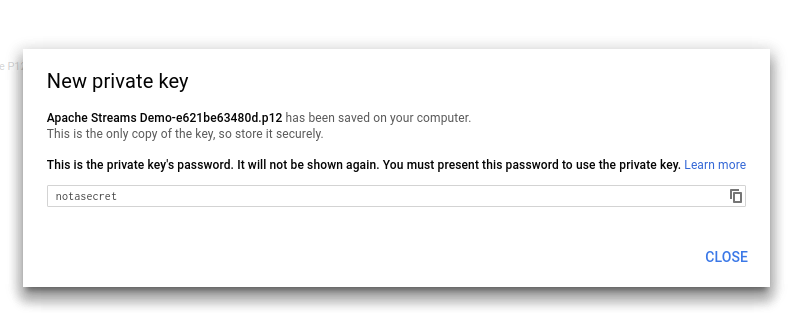 e P12
New private key
Apache Streams Demo-e621be63480d.p12 has been saved on your computer.
This is the only copy of the key, so store it securely.
This is the private key's password. It will not be shown again. You must present this password to use the private key. Learn more
notasecret
CLOSE